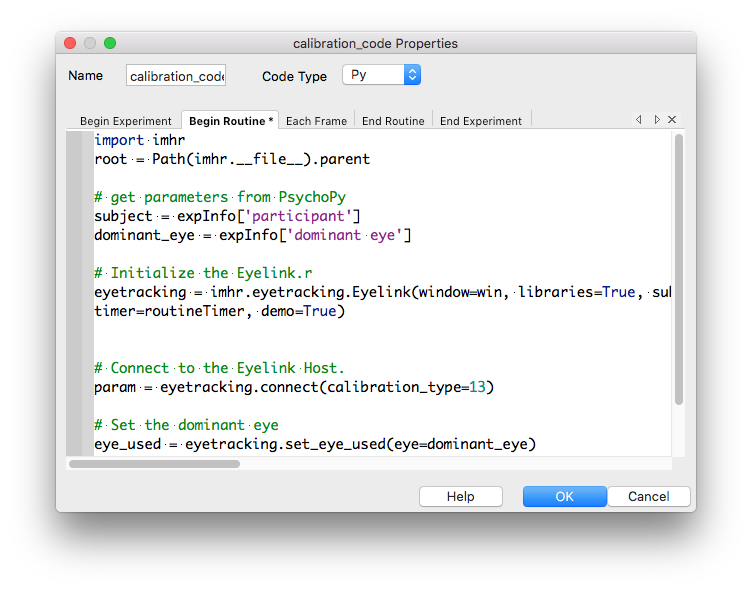 calibration_code Properties
Name calibration_code Code Type Py
Begin Experiment Begin Routine * Each Frame End Routine End Experiment
import imhr
root = Path(imhr.__file__).parent
# get parameters from PsychoPy
subject = expInfo['participant']
dominant_eye = expInfo['dominant eye']
# Initialize the Eyelink.r
eyetracking = imhr.eyetracking.Eyelink(window=win, libraries=True, sul
timer=routineTimer, demo=True)
# Connect to the Eyelink Host.
param = eyetracking.connect(calibration_type=13)
# Set the dominant eye
eye_used = eyetracking.set_eye_used(eye=dominant_eye)
Help OK Cancel